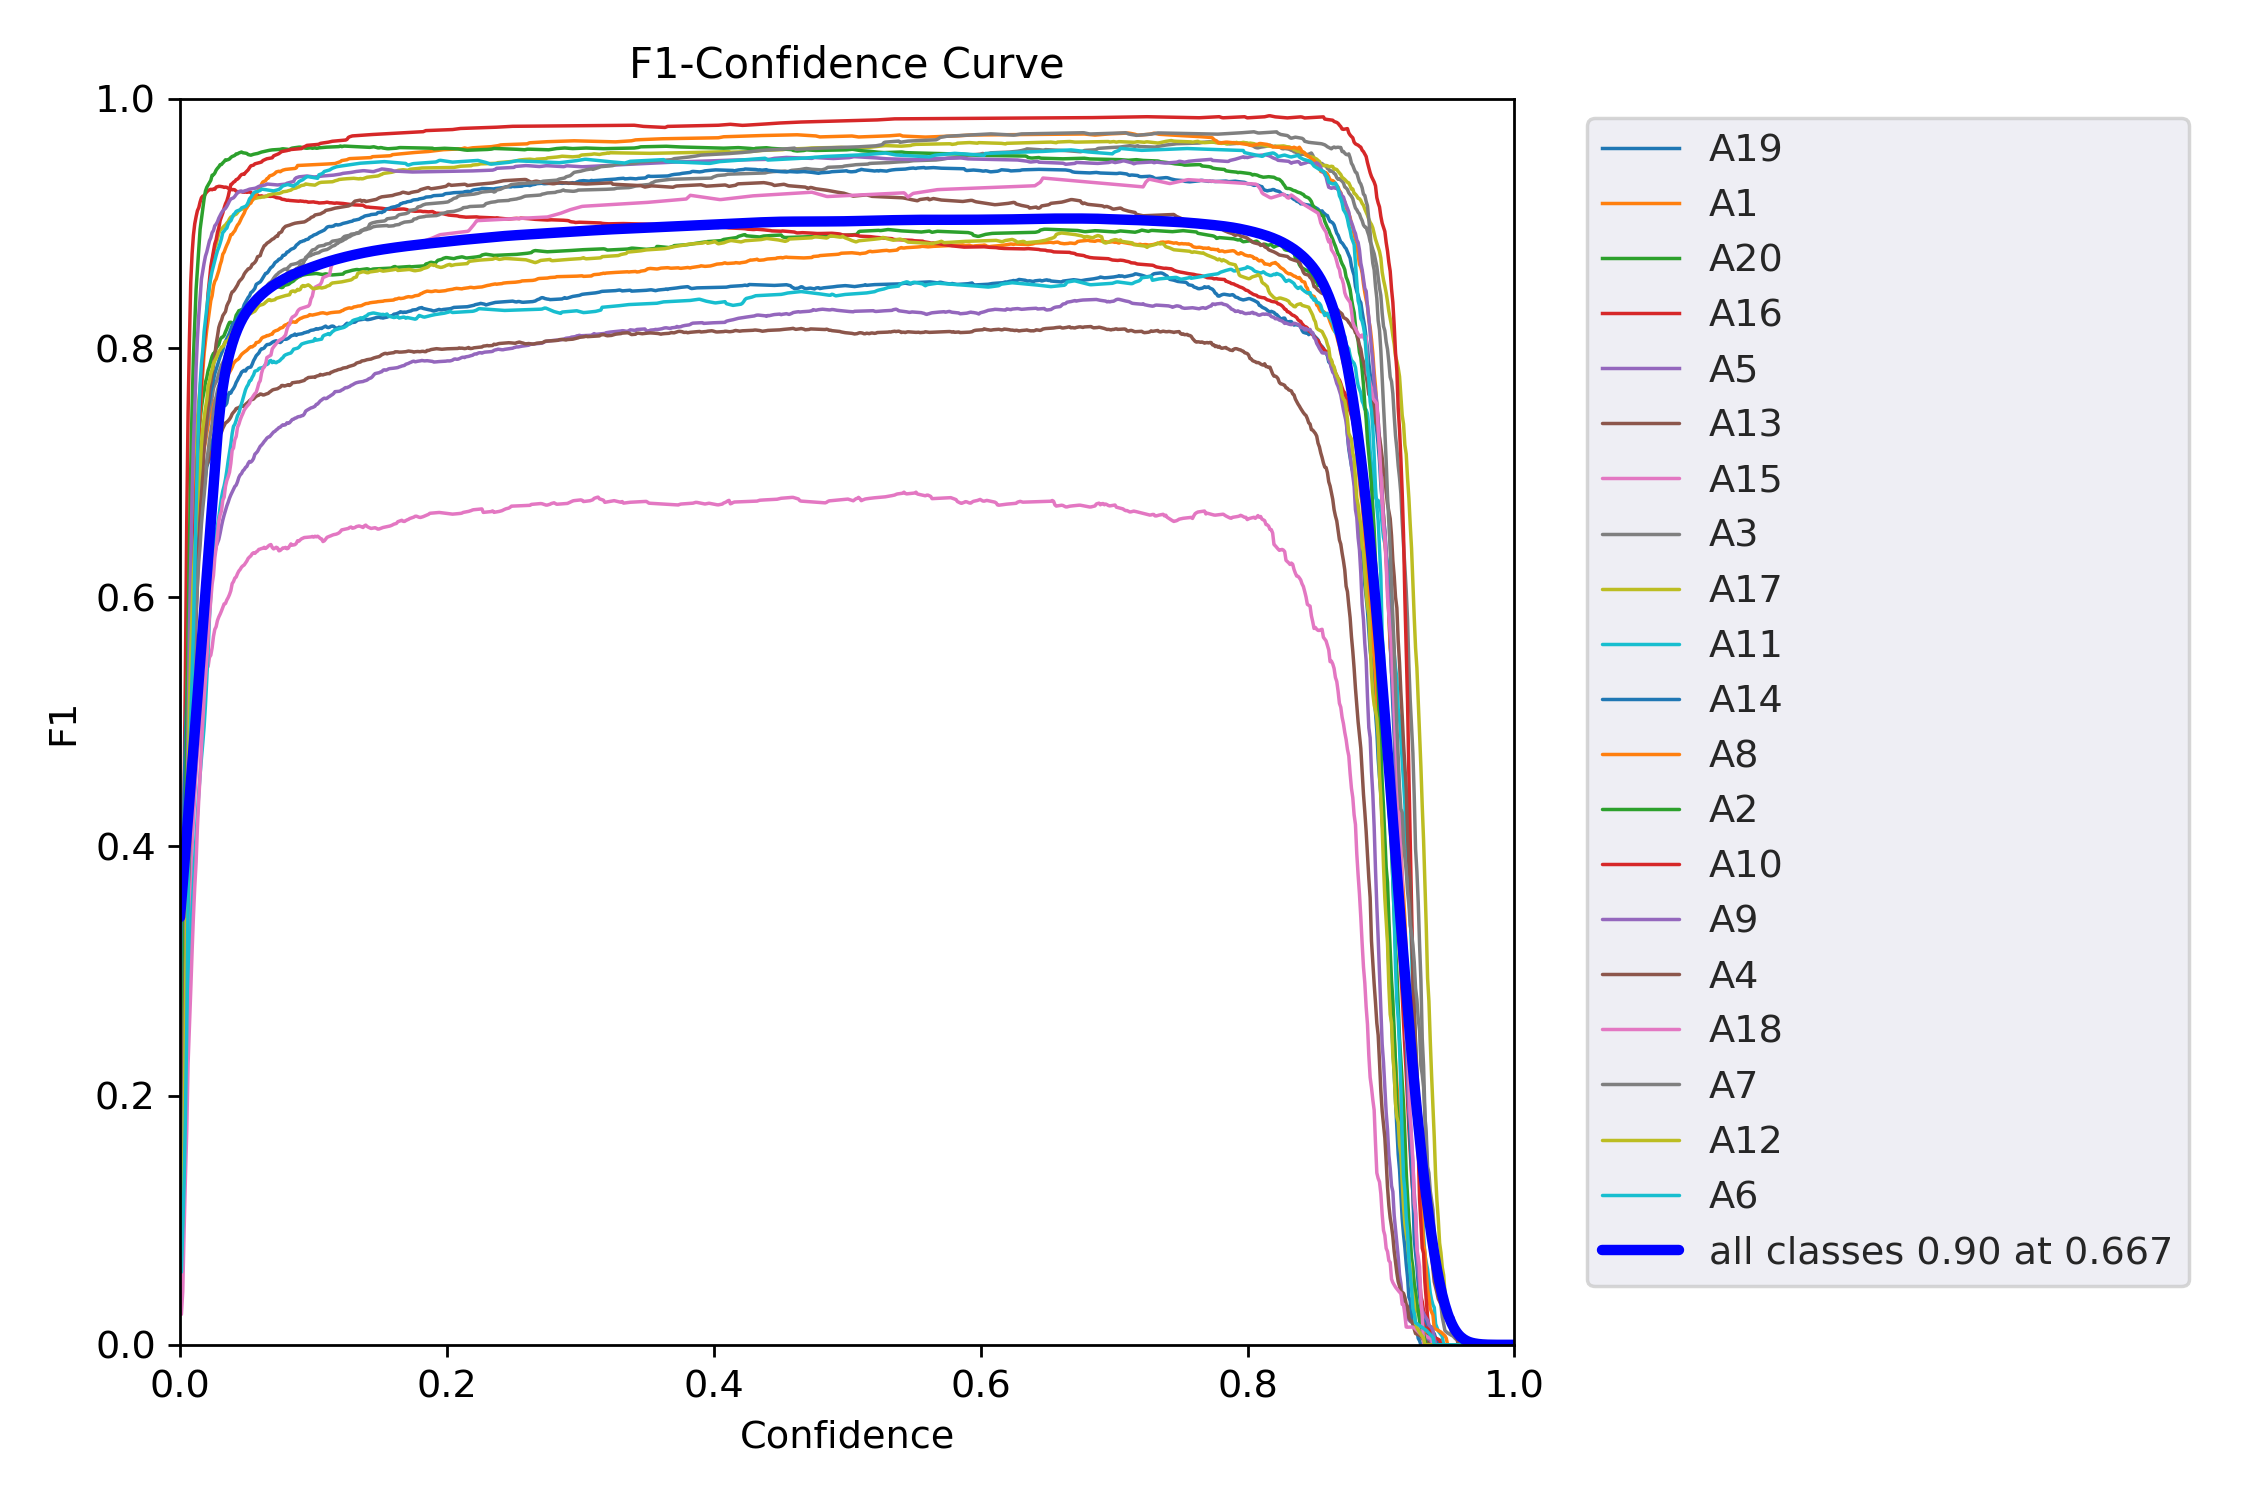 F1-Confidence Curve
1.0
0.8
0.6
0.4
0.2
0.0
F1
0.0 0.2 0.4 0.6 0.8 1.0
Confidence
A19
A1
A20
A16
A5
A13
A15
A3
A17
A11
A14
A8
A2
A10
A9
A4
A18
A7
A12
A6
all classes 0.90 at 0.667